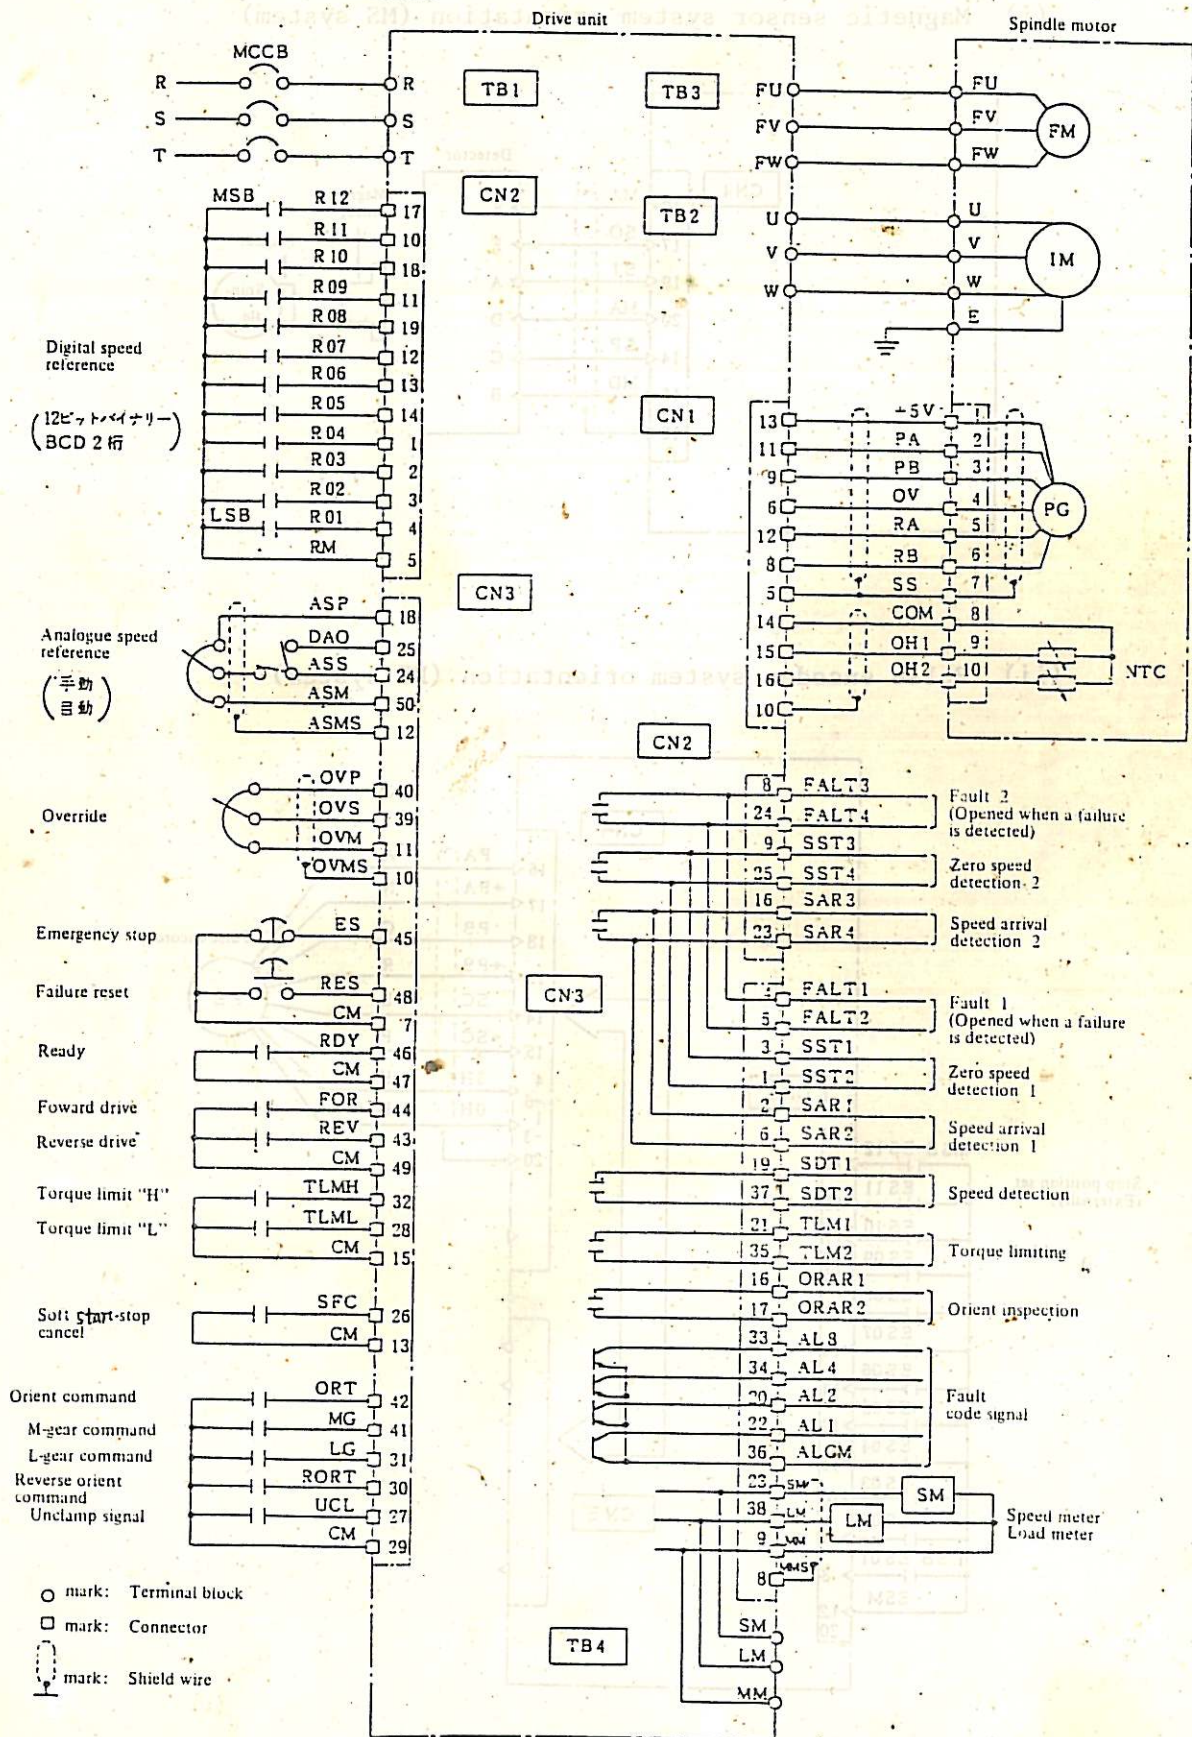 Drive unit
Spindle motor
MCCB
R R
S S
T T
TB1
TB3
FU FU
FV FV
FW FW
FM
CN2
TB2
U U
V V
W W
E
IM
MSB R12 17
R11 10
R10 18
R09 11
R08 19
R07 12
R06 13
R05 14
R04 1
R03 2
R02 3
LSB R01 4
RM 5
Digital speed
reference
(12ビットバイナリー)
BCD 2桁
CN1
13 +5V 1
11 PA 2
9 PB 3
6 OV 4
12 RA 5
8 RB 6
5 SS 7
14 COM 8
15 OH1 9
16 OH2 10
10
PG
NTC
CN3
Analogue speed
reference
(手動
自動)
ASP 18
DAO 25
ASS 24
ASM 50
ASMS 12
Override
OVP 40
OVS 39
OVM 11
OVMS 10
Emergency stop ES 45
Failure reset RES 48
CM 7
Ready RDY 46
CM 47
Foward drive FOR 44
Reverse drive REV 43
CM 49
Torque limit "H" TLMH 32
Torque limit "L" TLML 28
CM 15
Soft start-stop
cancel
SFC 26
CM 13
Orient command ORT 42
M-gear command MG 41
L-gear command LG 31
Reverse orient
command
RORT 30
Unclamp signal UCL 27
CM 29
CN2
8 FALT3
24 FALT4
Fault 2
(Opened when a failure
is detected)
9 SST3
25 SST4
Zero speed
detection 2
16 SAR3
23 SAR4
Speed arrival
detection 2
CN3
FALT1
5 FALT2
Fault 1
(Opened when a failure
is detected)
3 SST1
1 SST2
Zero speed
detection 1
2 SAR1
6 SAR2
Speed arrival
detection 1
19 SDT1
37 SDT2
Speed detection
21 TLM1
35 TLM2
Torque limiting
16 ORAR1
17 ORAR2
Orient inspection
33 AL8
34 AL4
20 AL2
22 AL1
36 ALGM
Fault
code signal
23 SM SM
38 LM LM
9 MM
8 MMS
Speed meter
Load meter
TB4
SM
LM
MM
mark: Terminal block
mark: Connector
mark: Shield wire